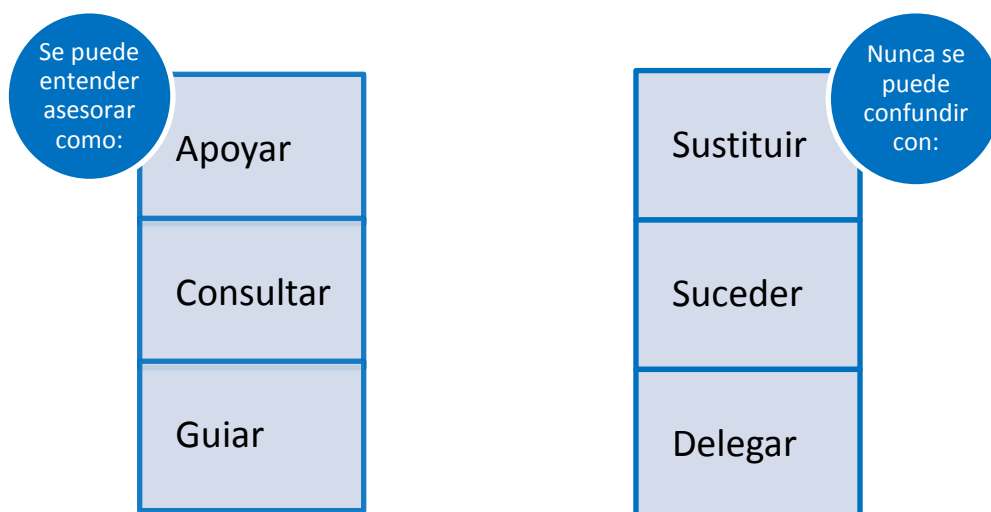 Se puede
entender
asesorar
como:
Apoyar
Consultar
Guiar
Nunca se
puede
confundir
con:
Sustituir
Suceder
Delegar